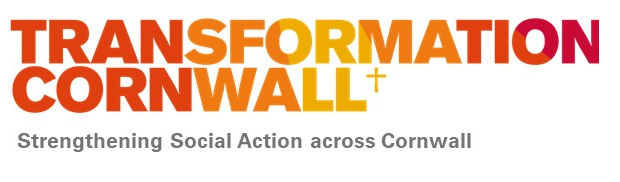 TRANSFORMATION
CORNWALL
Strengthening Social Action across Cornwall